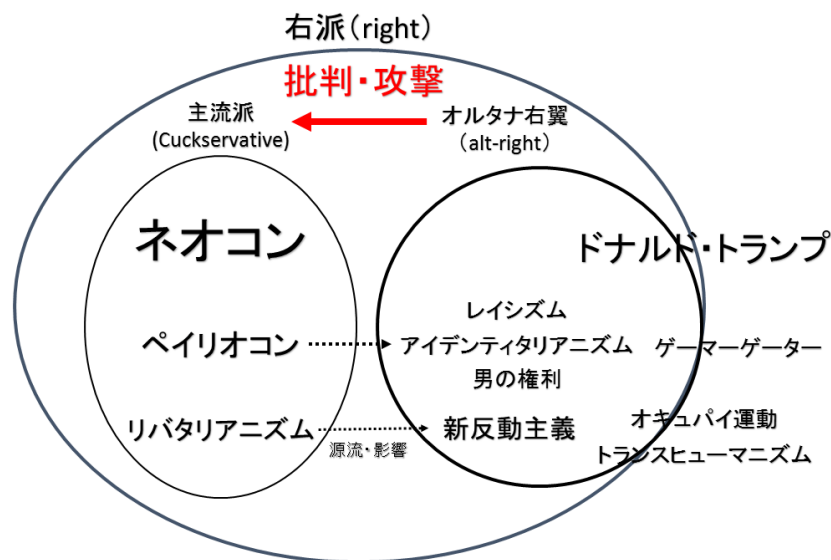 右派（right）
批判・攻撃
主流派
(Cuckservative)
オルタナ右翼
（alt-right）
ネオコン
ドナルド・トランプ
レイシズム
ペイリオコン
アイデンティタリアニズム
ゲーマーゲーター
男の権利
リバタリアニズム
新反動主義
オキュパイ運動
源流・影響
トランスヒューマニズム